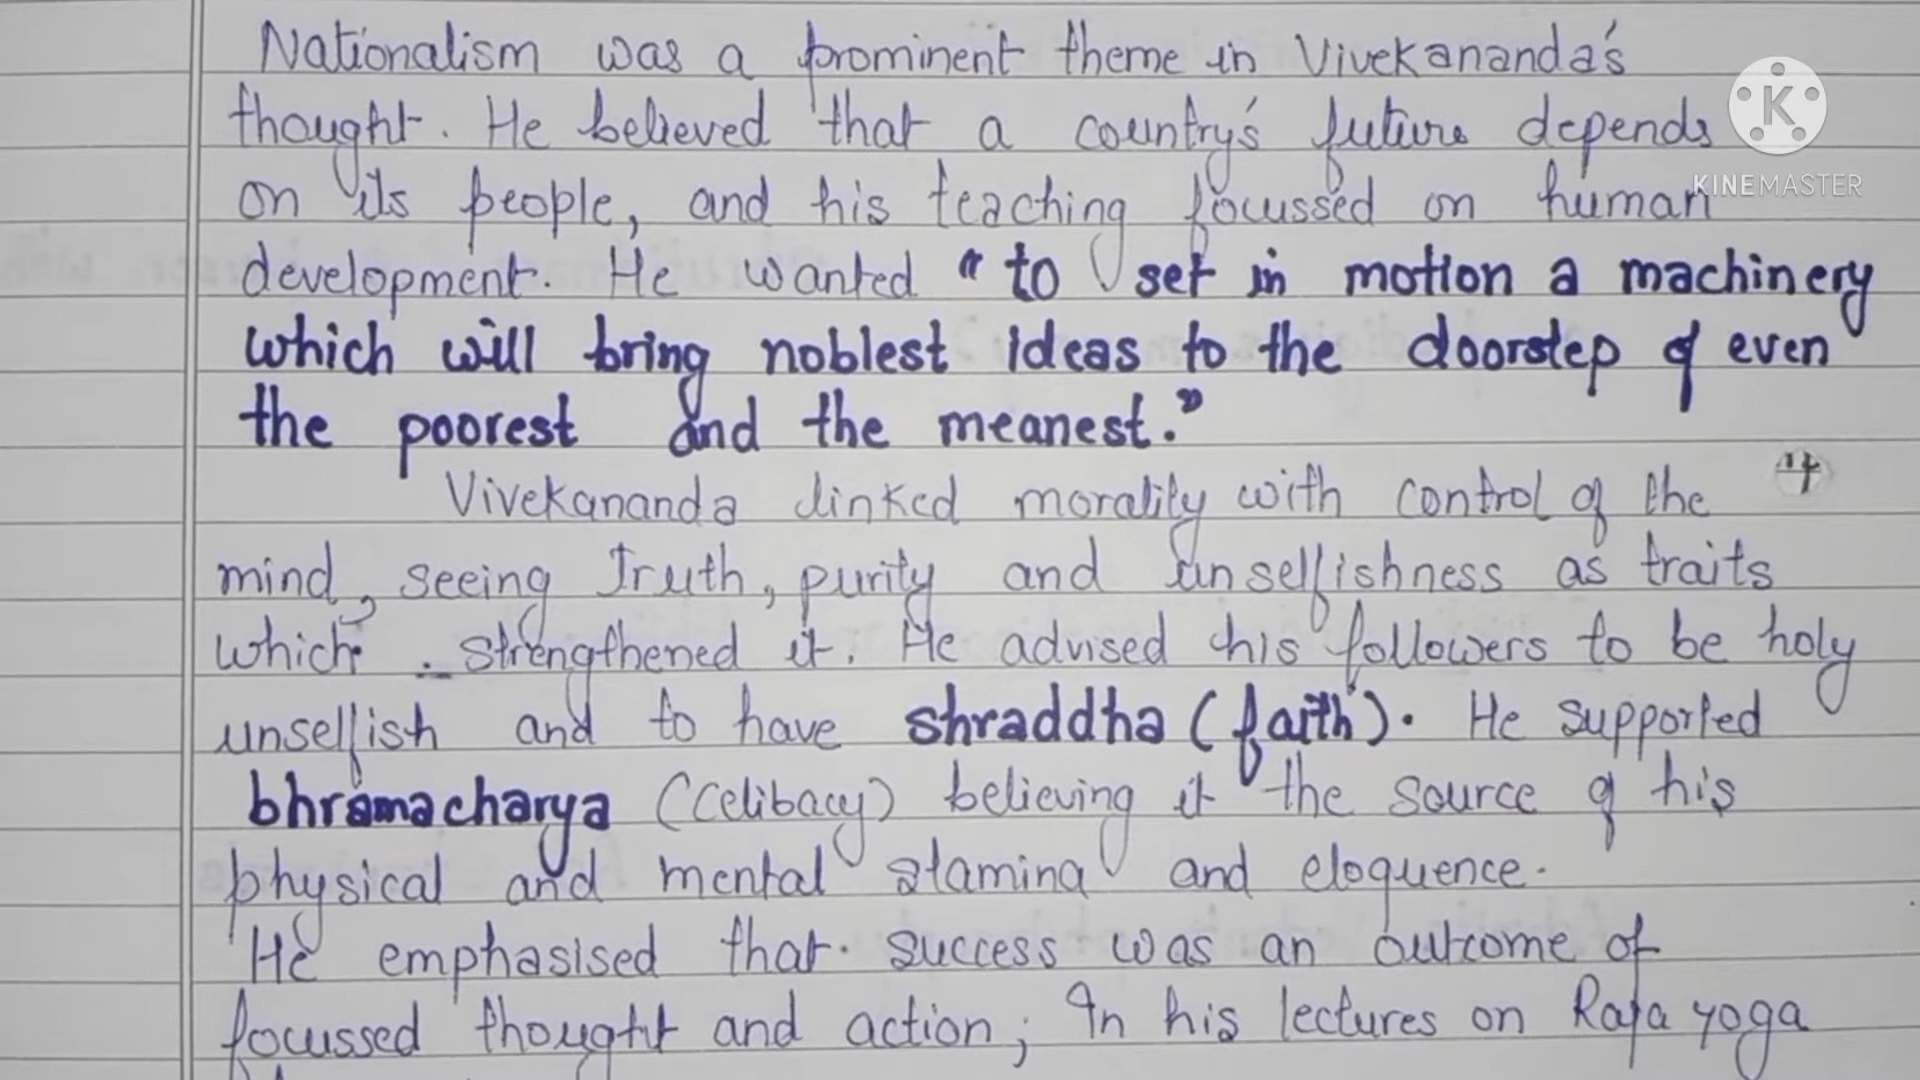 Nationalism was a prominent theme in Vivekananda's
thought. He believed that a country's future depends
on its people, and his teaching focussed on human
development. He wanted "to set in motion a machinery
which will bring noblest ideas to the doorstep of even
the poorest and the meanest."
Vivekananda linked morality with control of the
mind, seeing Truth, purity and unselfishness as traits
which strengthened it. He advised his followers to be holy
unselfish and to have shraddha (faith). He supported
bhramacharya (Celibacy) believing it the source of his
physical and mental stamina and eloquence.
He emphasised that success was an outcome of
focussed thought and action; In his lectures on Raja yoga
K
KINEMASTER